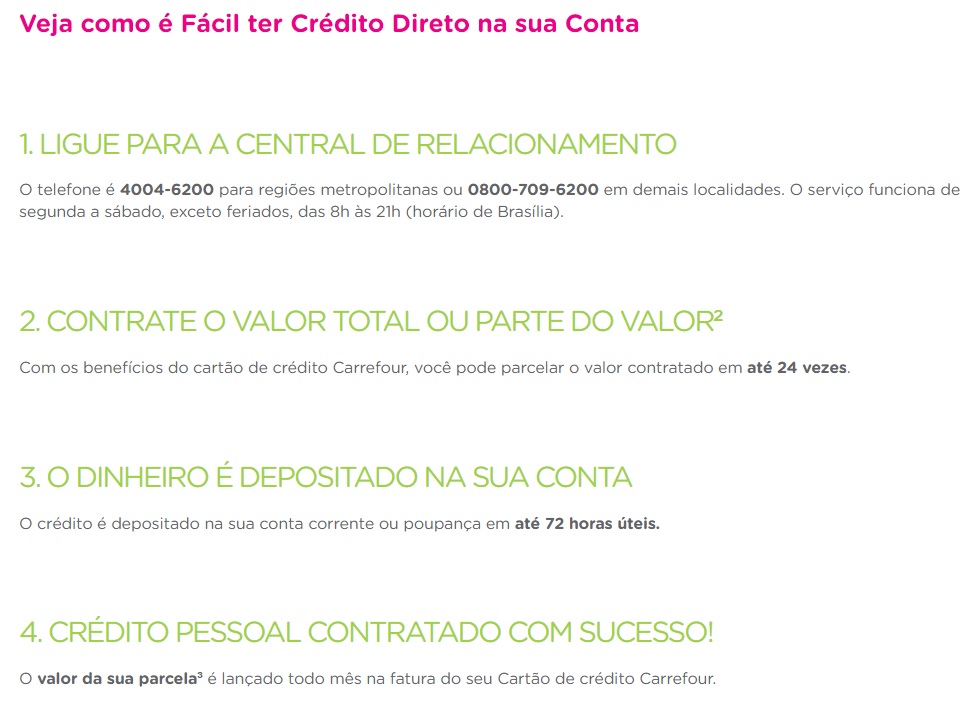 Veja como é Fácil ter Crédito Direto na sua Conta
1. LIGUE PARA A CENTRAL DE RELACIONAMENTO
O telefone é 4004-6200 para regiões metropolitanas ou 0800-709-6200 em demais localidades. O serviço funciona de
segunda a sábado, exceto feriados, das 8h às 21h (horário de Brasília).
2. CONTRATE O VALOR TOTAL OU PARTE DO VALOR²
Com os benefícios do cartão de crédito Carrefour, você pode parcelar o valor contratado em até 24 vezes.
3. O DINHEIRO É DEPOSITADO NA SUA CONTA
O crédito é depositado na sua conta corrente ou poupança em até 72 horas úteis.
4. CRÉDITO PESSOAL CONTRATADO COM SUCESSO!
O valor da sua parcela³ é lançado todo mês na fatura do seu Cartão de crédito Carrefour.